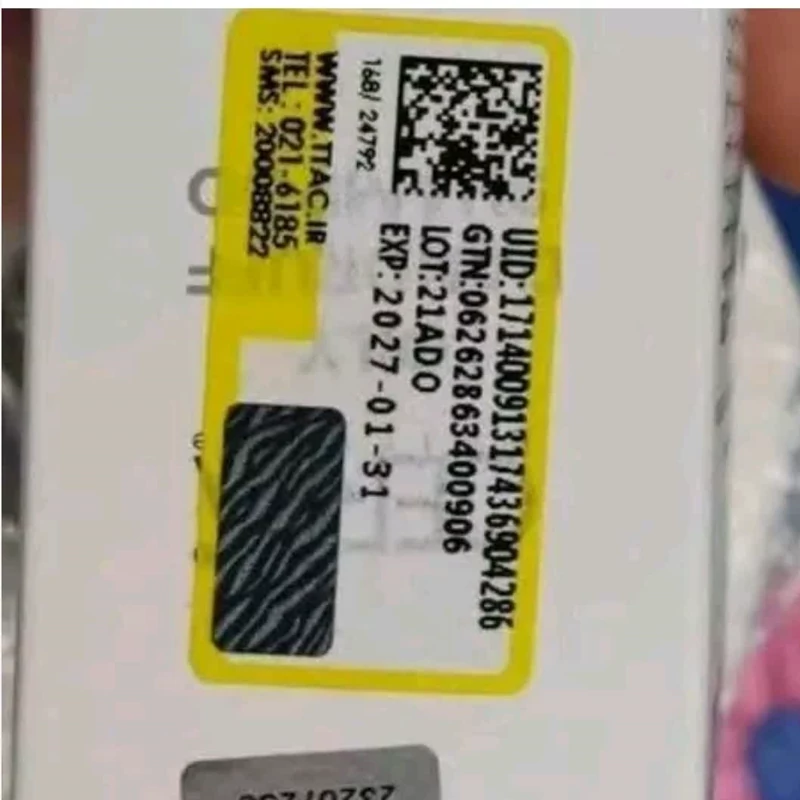 168/ 24792
UID:17140091317436904286
GTN:06262863400906
LOT:21ADO
EXP:2027-01-31
WWW.TTAC.IR
TEL: 021-6185
SMS: 20008822